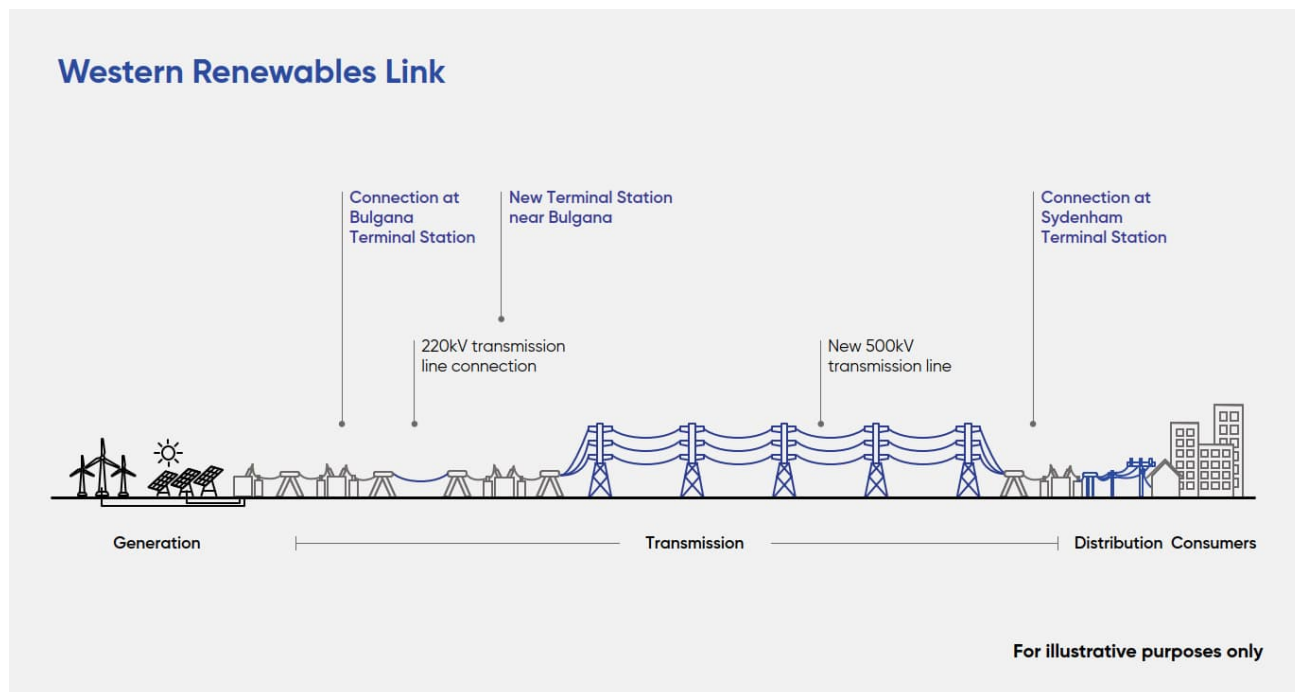 Western Renewables Link
Connection at
Bulgana
Terminal Station
New Terminal Station
near Bulgana
Connection at
Sydenham
Terminal Station
220kV transmission
line connection
New 500kV
transmission line
Generation
Transmission
Distribution
Consumers
For illustrative purposes only